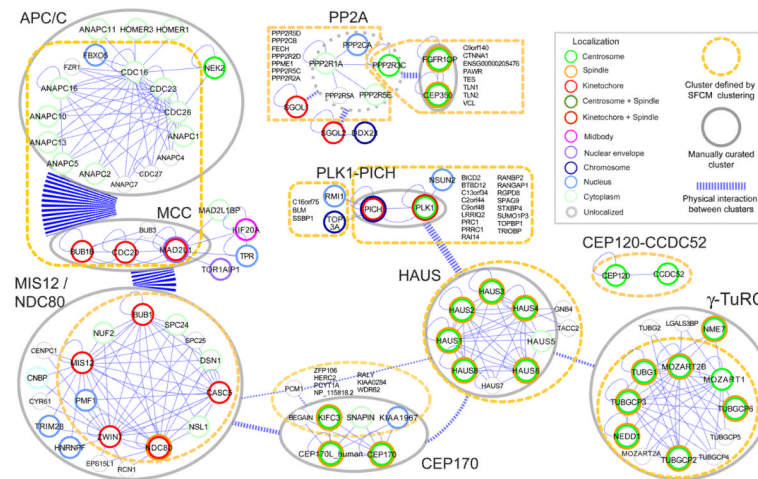 APC/C
ANAPC11 HOMER3 HOMER1
FBXO5
FZR1
CDC16
NEK2
ANAPC16
CDC23
ANAPC10
CDC26
ANAPC13
ANAPC1
ANAPC5
ANAPC4
ANAPC2
CDC27
ANAPC7
MCC
MAD2L1BP
BUB3
KIF20A
BUB1B
CDC20
MAD2L1
TPR
TOR1AIP1
MIS12 /
NDC80
BUB1
NUF2
SPC24
SPC25
CENPC1
MIS12
DSN1
CNBP
CASC5
CYR61
PMF1
TRIM28
NSL1
ZWINT
HNRNPF
NDC80
EPS15L1
RCN1
PP2A
PPP2R5D
PPP2CB
FECH
PPP2R2D
PPME1
PPP2R5C
PPP2R2A
PPP2CA
PPP2R1A
PPP2R3C
PPP2R5A
PPP2R5E
SGOL1
SGOL2
DDX21
FGFR1OP
CEP350
C9orf140
CTNNA1
ENSG00000205476
PAWR
TES
TLN1
TLN2
VCL
PLK1-PICH
C16orf75
BLM
SSBP1
RMI1
TOP
3A
PICH
PLK1
NSUN2
BICD2
BTBD12
C13orf34
C2orf44
C9orf48
LRRIQ2
PRC1
PRRC1
RAI14
RANBP2
RANGAP1
RGPD8
SPAG9
STXBP4
SUMO1P3
TOPBP1
TRIOBP
HAUS
HAUS3
HAUS2
HAUS4
GNB4
TACC2
HAUS1
HAUS5
HAUS8
HAUS6
HAUS7
ZFP106
HERC2
PCYT1A
NP_115818.2
RALY
KIAA0284
WDR62
PCM1
BEGAIN
KIFC3
SNAPIN
KIAA1967
CEP170L_human
CEP170
CEP170
CEP120-CCDC52
CEP120
CCDC52
γ-TuRC
LGALS3BP
TUBG2
NME7
MOZART2B
TUBG1
MOZART1
TUBGCP3
TUBGCP6
NEDD1
TUBGCP5
TUBGCP4
MOZART2A
TUBGCP2
Localization
Centrosome
Spindle
Kinetochore
Centrosome + Spindle
Kinetochore + Spindle
Midbody
Nuclear envelope
Chromosome
Nucleus
Cytoplasm
Unlocalized
Cluster defined by
SFCM clustering
Manually curated
cluster
Physical interaction
between clusters